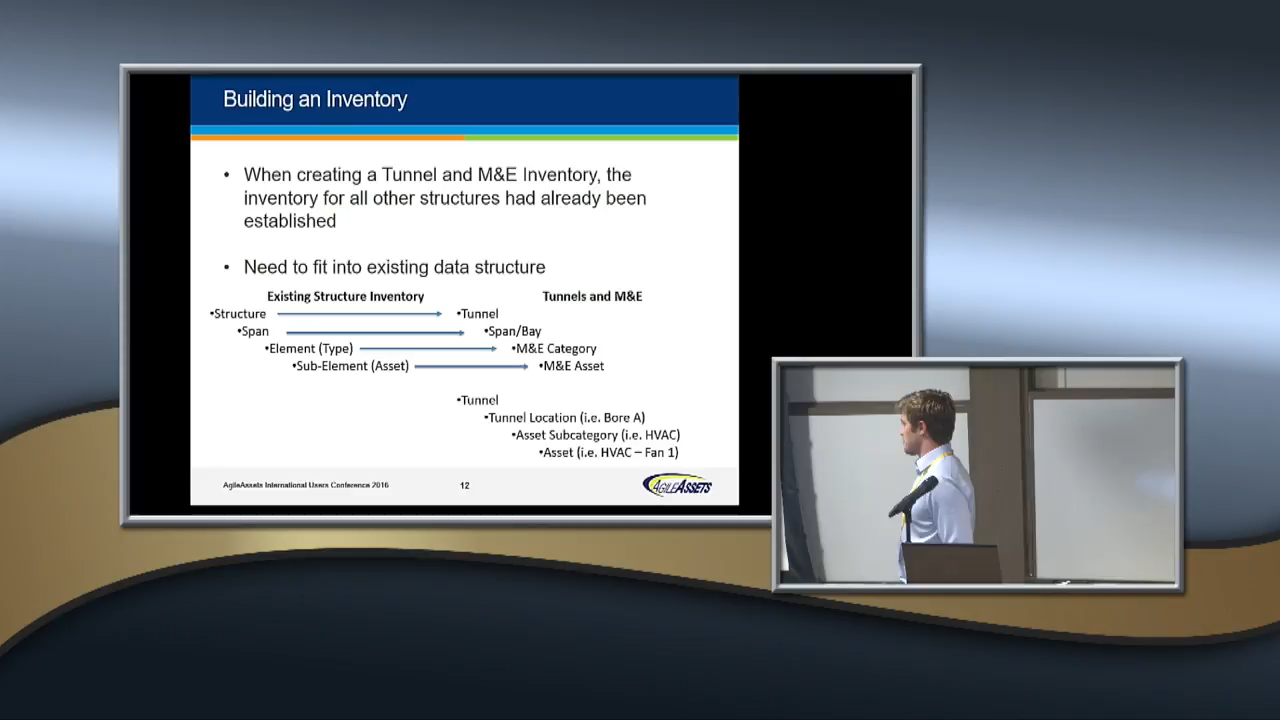 Building an Inventory
• When creating a Tunnel and M&E Inventory, the
inventory for all other structures had already been
established
• Need to fit into existing data structure
Existing Structure Inventory
Tunnels and M&E
•Structure
•Tunnel
•Span
•Span/Bay
•Element (Type)
•M&E Category
•Sub-Element (Asset)
•M&E Asset
•Tunnel
•Tunnel Location (i.e. Bore A)
•Asset Subcategory (i.e. HVAC)
•Asset (i.e. HVAC – Fan 1)
AgileAssets International Users Conference 2016
12
AGILEASSETS